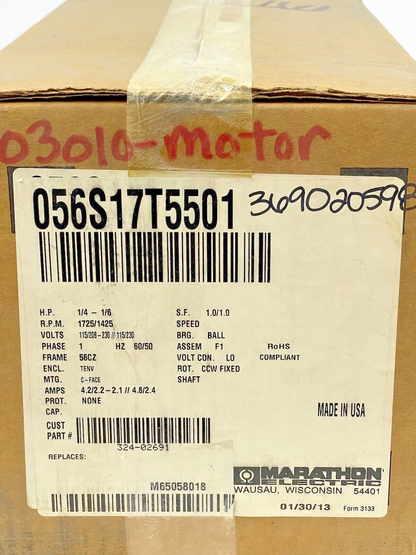 03010-motor
056S17T5501
369020598
H.P. 1/4 - 1/6 S.F. 1.0/1.0
R.P.M. 1725/1425 SPEED
VOLTS 115/208-230 // 115/230 BRG. BALL
PHASE 1 HZ 60/50 ASSEM F1 RoHS
FRAME 56CZ VOLT CON. LO COMPLIANT
ENCL. TENV ROT. CCW FIXED
MTG. C-FACE SHAFT
AMPS 4.2/2.2-2.1 // 4.8/2.4
PROT. NONE
CAP. MADE IN USA
CUST
PART #
324-02691
REPLACES:
MARATHON
ELECTRIC
M65058018 WAUSAU, WISCONSIN 54401
01/30/13 Form 3133